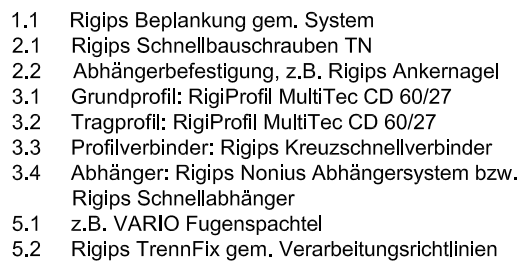 1.1 Rigips Beplankung gem. System
2.1 Rigips Schnellbauschrauben TN
2.2 Abhängerbefestigung, z.B. Rigips Ankernagel
3.1 Grundprofil: RigiProfil MultiTec CD 60/27
3.2 Tragprofil: RigiProfil MultiTec CD 60/27
3.3 Profilverbinder: Rigips Kreuzschnellverbinder
3.4 Abhänger: Rigips Nonius Abhängersystem bzw.
Rigips Schnellabhänger
5.1 z.B. VARIO Fugenspachtel
5.2 Rigips TrennFix gem. Verarbeitungsrichtlinien